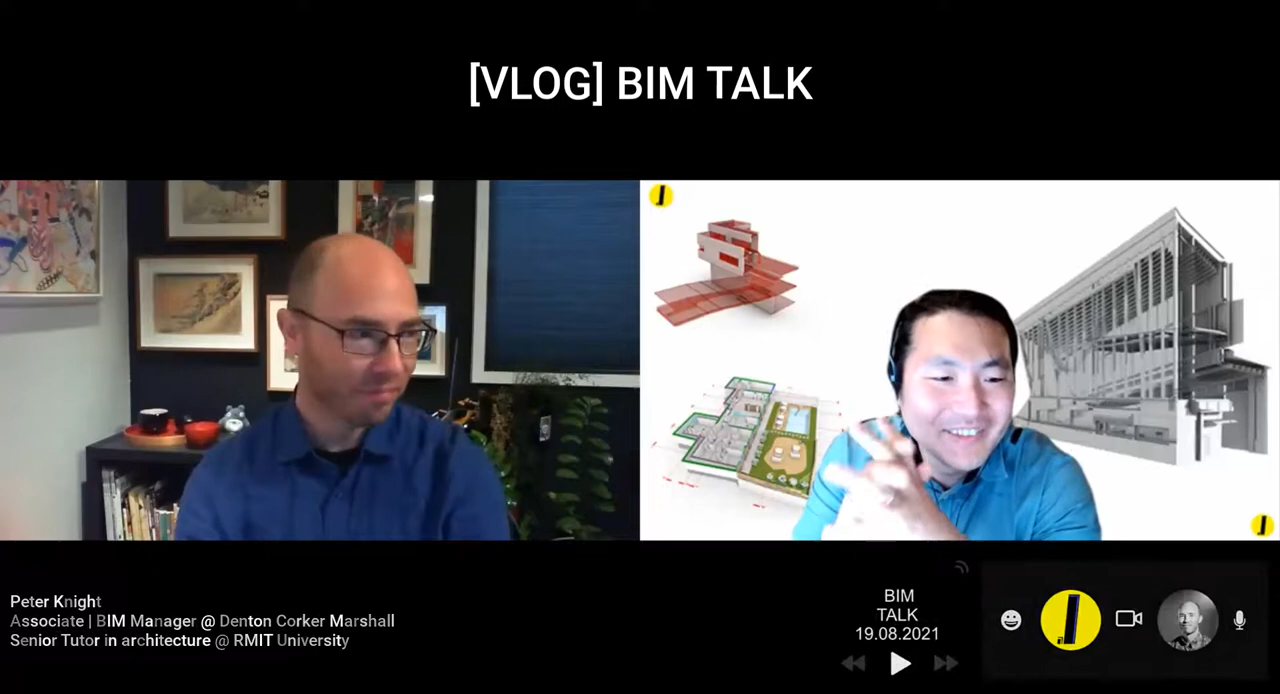 [VLOG] BIM TALK
Peter Knight
Associate | BIM Manager @ Denton Corker Marshall
Senior Tutor in architecture @ RMIT University
BIM
TALK
19.08.2021